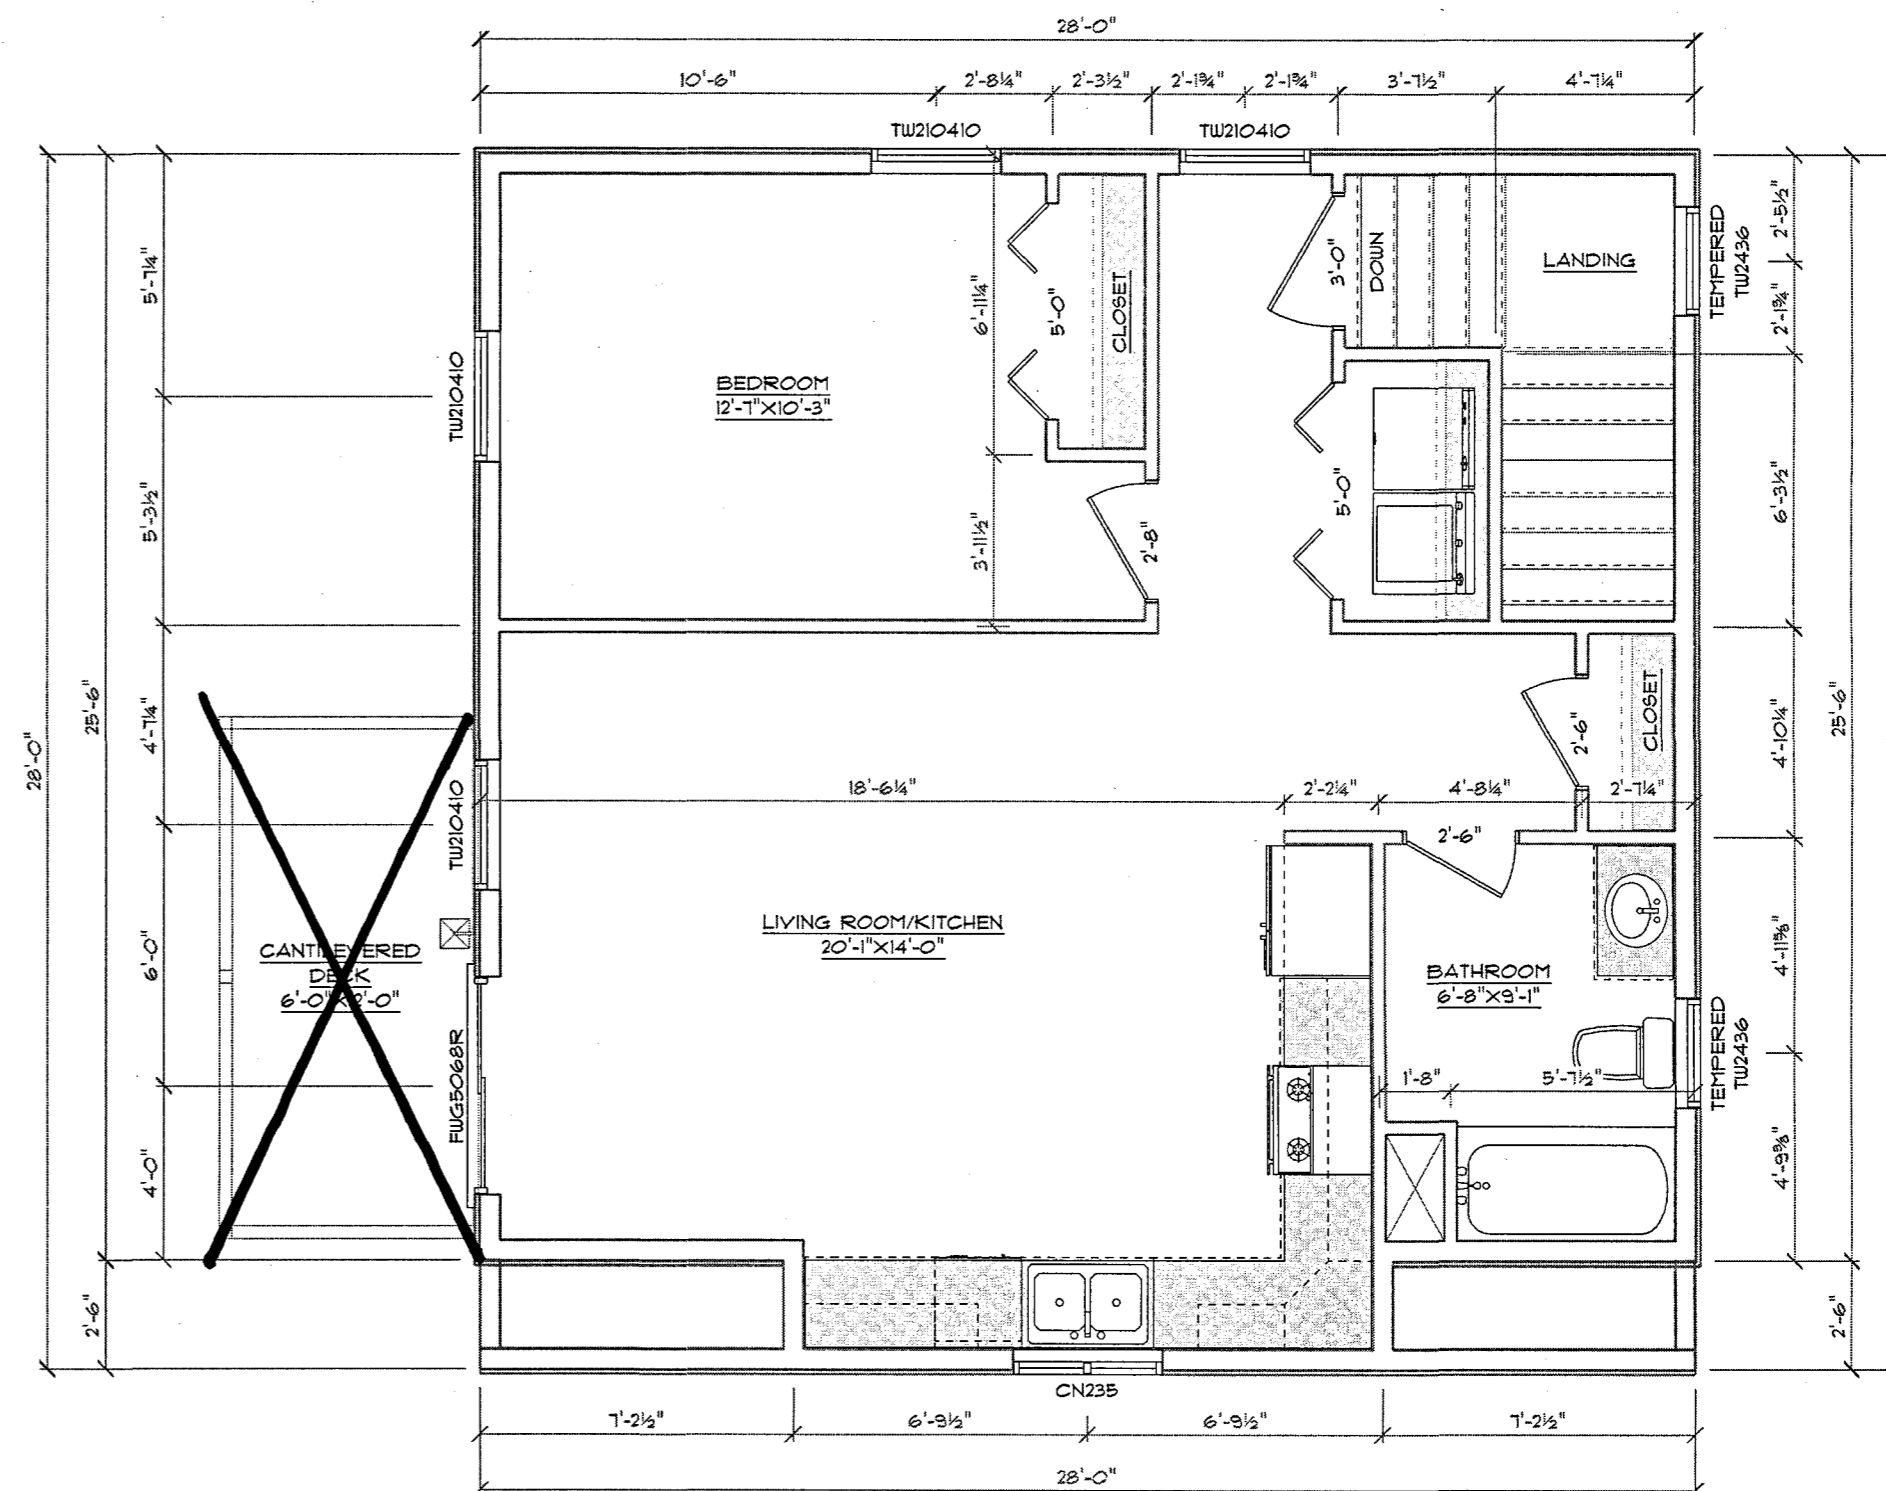 28'-0"
10'-6" 2'-8¼" 2'-3½" 2'-1¾" 2'-1¾" 3'-7½" 4'-7¼"
TW210410 TW210410
5'-7¼"
5'-3½"
4'-7¼"
6'-0"
4'-0"
25'-6"
2'-6"
28'-0"
TW210410
TW210410
FWG5068R
BEDROOM
12'-7"X10'-3"
6'-11¼"
3'-11½"
5'-0"
CLOSET
2'-8"
3'-0"
DOWN
LANDING
5'-0"
TEMPERED
TW2436
2'-5½"
2'-1¾"
6'-3½"
4'-10¼"
4'-11⅝"
4'-9⅜"
25'-6"
2'-6"
2'-6"
CLOSET
18'-6¼" 2'-2¼" 4'-8¼" 2'-7¼"
2'-6"
LIVING ROOM/KITCHEN
20'-1"X14'-0"
CANTILEVERED
DECK
6'-0"X12'-0"
BATHROOM
6'-8"X9'-1"
1'-8" 5'-7½"
TEMPERED
TW2436
CN235
7'-2½" 6'-9½" 6'-9½" 7'-2½"
28'-0"